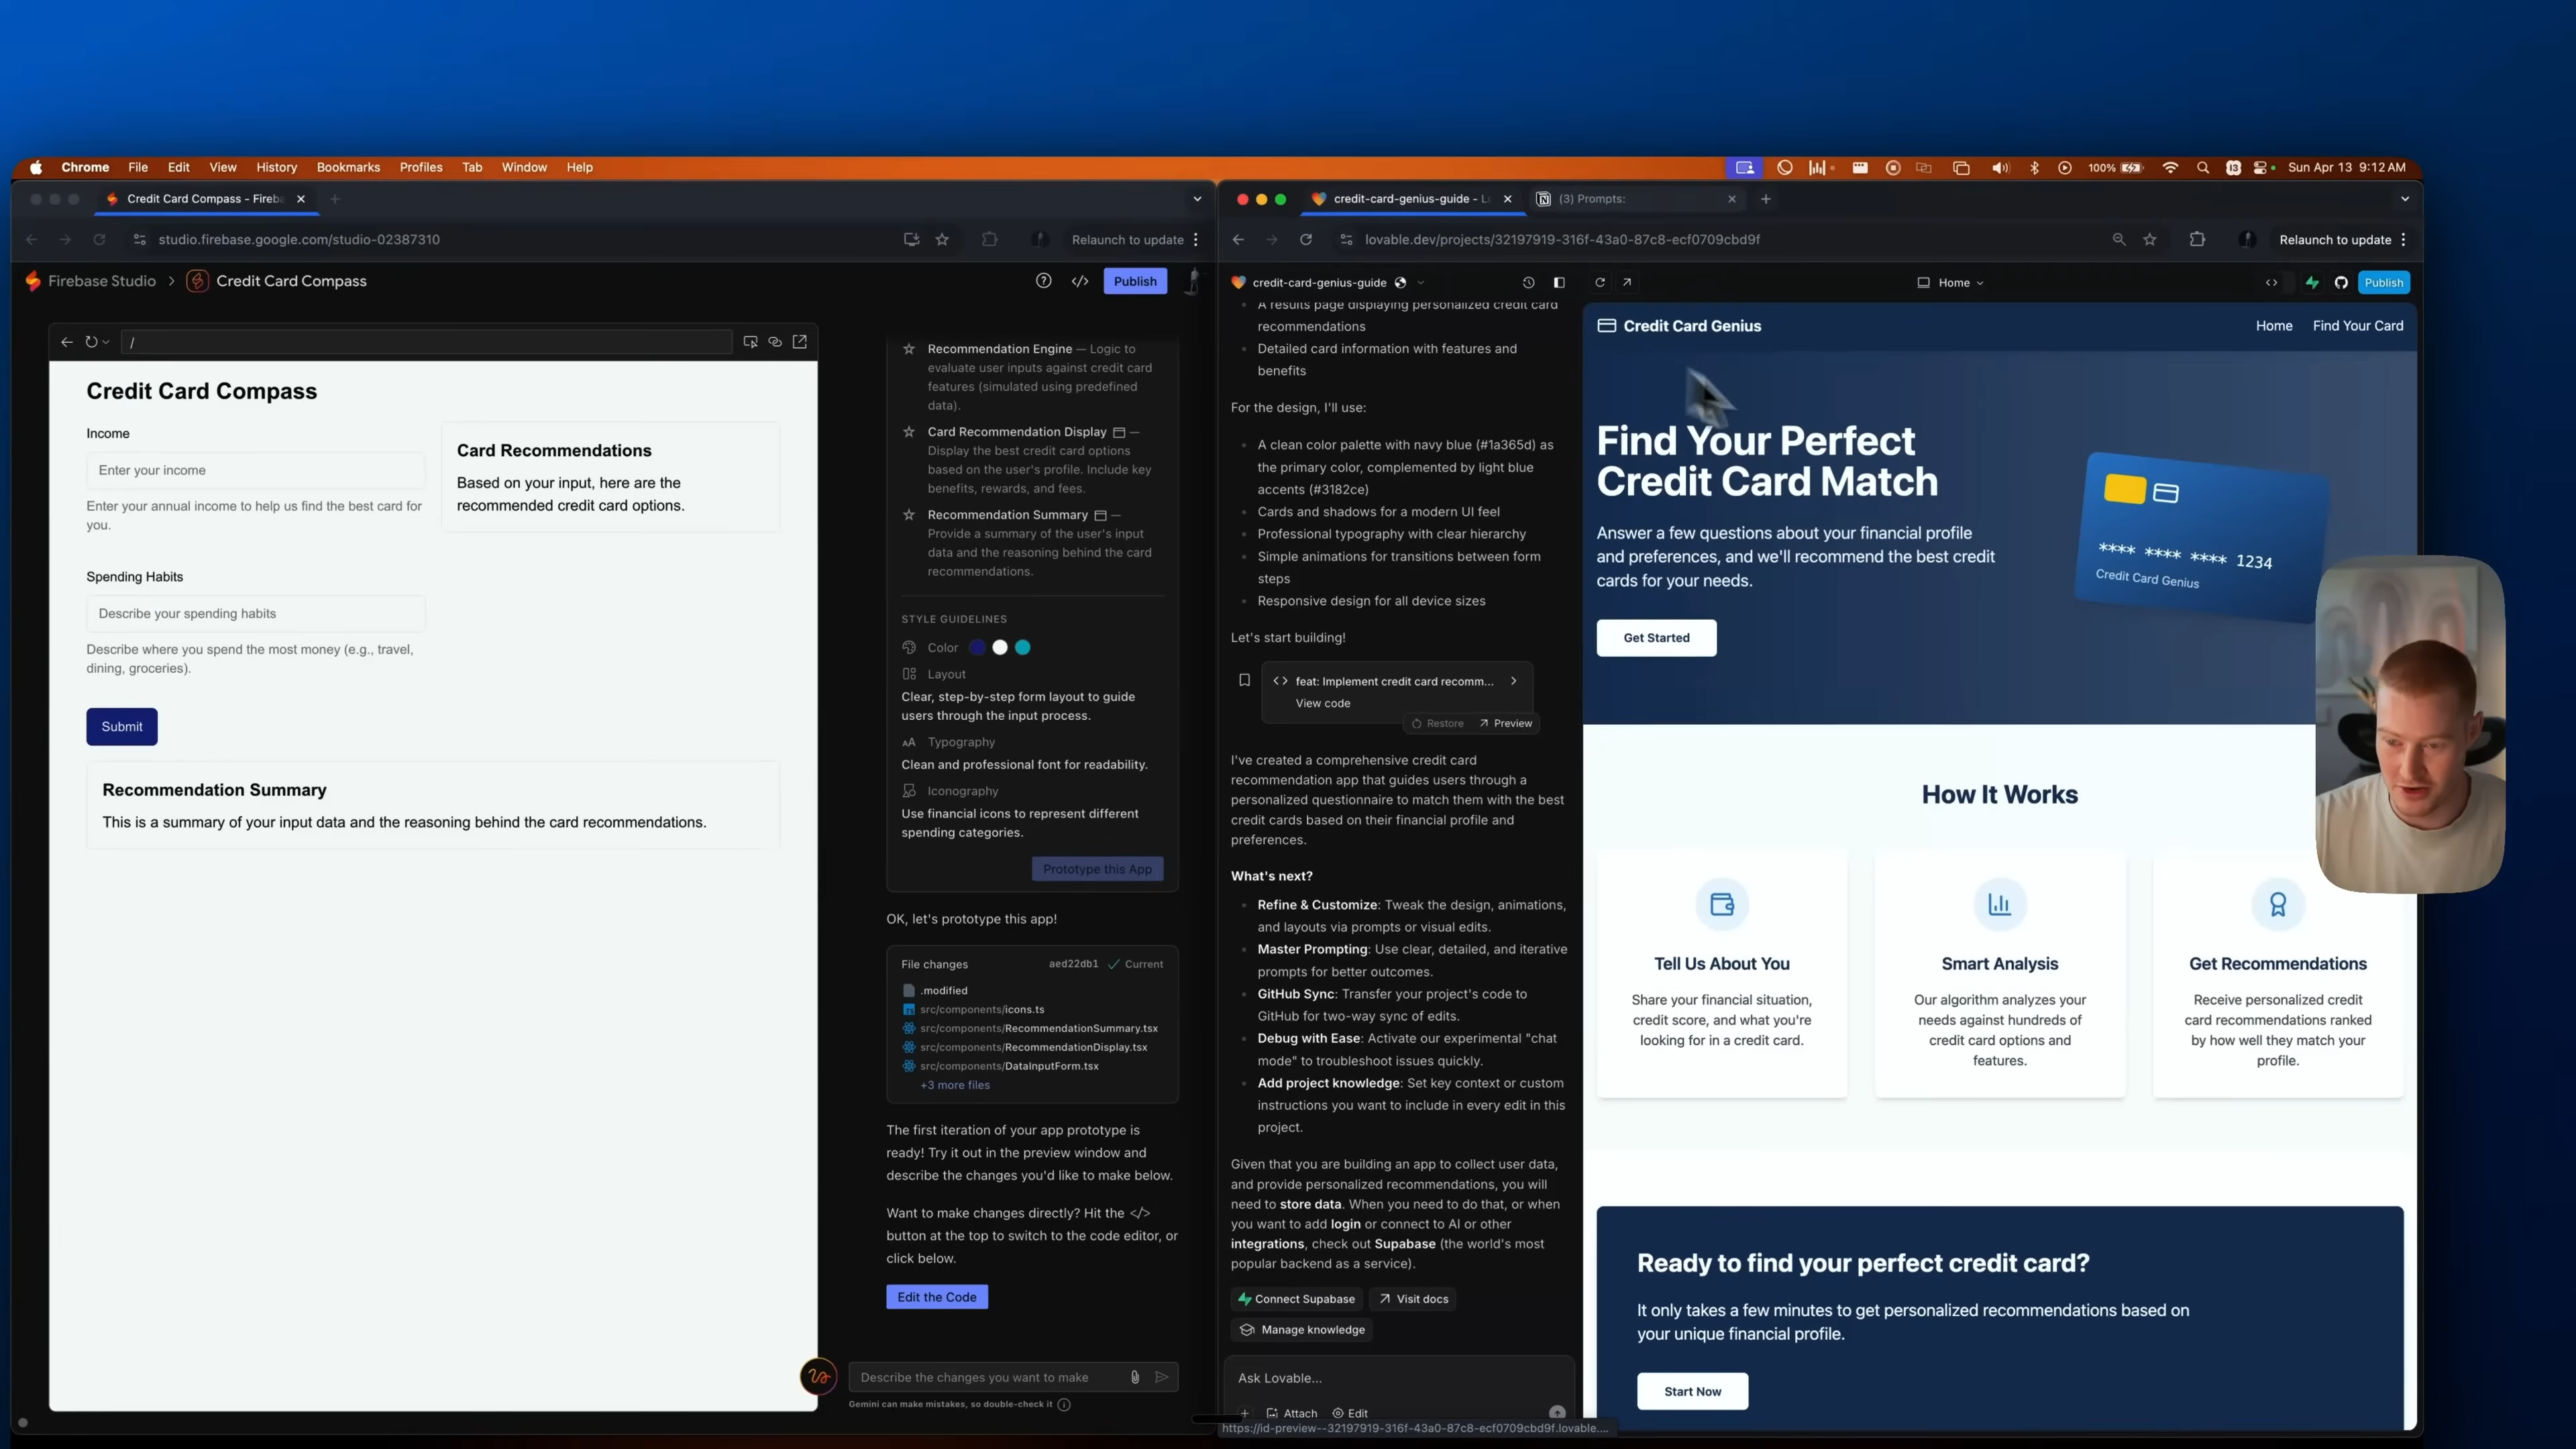 Chrome File Edit View History Bookmarks Profiles Tab Window Help
100% Sun Apr 13 9:12 AM
Credit Card Compass - Fireba
studio.firebase.google.com/studio-02387310
Relaunch to update
Firebase Studio > Credit Card Compass
Publish
/
Credit Card Compass
Income
Enter your income
Enter your annual income to help us find the best card for
you.
Spending Habits
Describe your spending habits
Describe where you spend the most money (e.g., travel,
dining, groceries).
Submit
Card Recommendations
Based on your input, here are the
recommended credit card options.
Recommendation Summary
This is a summary of your input data and the reasoning behind the card recommendations.
Recommendation Engine — Logic to
evaluate user inputs against credit card
features (simulated using predefined
data).
Card Recommendation Display —
Display the best credit card options
based on the user's profile. Include key
benefits, rewards, and fees.
Recommendation Summary —
Provide a summary of the user's input
data and the reasoning behind the card
recommendations.
STYLE GUIDELINES
Color
Layout
Clear, step-by-step form layout to guide
users through the input process.
Typography
Clean and professional font for readability.
Iconography
Use financial icons to represent different
spending categories.
Prototype this App
OK, let's prototype this app!
File changes aed22db1 Current
.modified
src/components/icons.ts
src/components/RecommendationSummary.tsx
src/components/RecommendationDisplay.tsx
src/components/DataInputForm.tsx
+3 more files
The first iteration of your app prototype is
ready! Try it out in the preview window and
describe the changes you'd like to make below.
Want to make changes directly? Hit the </>
button at the top to switch to the code editor, or
click below.
Edit the Code
Describe the changes you want to make
Gemini can make mistakes, so double-check it
credit-card-genius-guide - L
(3) Prompts:
lovable.dev/projects/32197919-316f-43a0-87c8-ecf0709cbd9f
Relaunch to update
credit-card-genius-guide
Home
Publish
A results page displaying personalized credit card
recommendations
Detailed card information with features and
benefits
For the design, I'll use:
A clean color palette with navy blue (#1a365d) as
the primary color, complemented by light blue
accents (#3182ce)
Cards and shadows for a modern UI feel
Professional typography with clear hierarchy
Simple animations for transitions between form
steps
Responsive design for all device sizes
Let's start building!
feat: Implement credit card recomm...
View code
Restore Preview
I've created a comprehensive credit card
recommendation app that guides users through a
personalized questionnaire to match them with the best
credit cards based on their financial profile and
preferences.
What's next?
Refine & Customize: Tweak the design, animations,
and layouts via prompts or visual edits.
Master Prompting: Use clear, detailed, and iterative
prompts for better outcomes.
GitHub Sync: Transfer your project's code to
GitHub for two-way sync of edits.
Debug with Ease: Activate our experimental "chat
mode" to troubleshoot issues quickly.
Add project knowledge: Set key context or custom
instructions you want to include in every edit in this
project.
Given that you are building an app to collect user data,
and provide personalized recommendations, you will
need to store data. When you need to do that, or when
you want to add login or connect to AI or other
integrations, check out Supabase (the world's most
popular backend as a service).
Connect Supabase Visit docs
Manage knowledge
Ask Lovable...
Attach Edit
https://id-preview--32197919-316f-43a0-87c8-ecf0709cbd9f.lovable....
Credit Card Genius
Home Find Your Card
Find Your Perfect
Credit Card Match
Answer a few questions about your financial profile
and preferences, and we'll recommend the best credit
cards for your needs.
Get Started
**** **** **** 1234
Credit Card Genius
How It Works
Tell Us About You
Share your financial situation,
credit score, and what you're
looking for in a credit card.
Smart Analysis
Our algorithm analyzes your
needs against hundreds of
credit card options and
features.
Get Recommendations
Receive personalized credit
card recommendations ranked
by how well they match your
profile.
Ready to find your perfect credit card?
It only takes a few minutes to get personalized recommendations based on
your unique financial profile.
Start Now